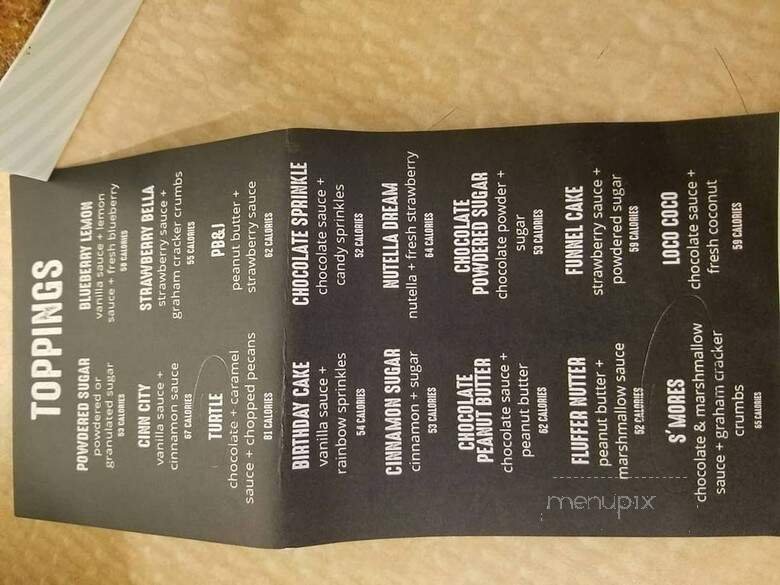 TOPPINGS
POWDERED SUGAR
powdered or
granulated sugar
53 CALORIES
BLUEBERRY LEMON
vanilla sauce + lemon
sauce + fresh blueberry
59 CALORIES
CINN CITY
vanilla sauce +
cinnamon sauce
67 CALORIES
STRAWBERRY BELLA
strawberry sauce +
graham cracker crumbs
55 CALORIES
TURTLE
chocolate + caramel
sauce + chopped pecans
81 CALORIES
PB&J
peanut butter +
strawberry sauce
62 CALORIES
BIRTHDAY CAKE
vanilla sauce +
rainbow sprinkles
54 CALORIES
CHOCOLATE SPRINKLE
chocolate sauce +
candy sprinkles
52 CALORIES
CINNAMON SUGAR
cinnamon + sugar
53 CALORIES
NUTELLA DREAM
nutella + fresh strawberry
64 CALORIES
CHOCOLATE
PEANUT BUTTER
chocolate sauce +
peanut butter
62 CALORIES
CHOCOLATE
POWDERED SUGAR
chocolate powder +
sugar
53 CALORIES
FLUFFER NUTTER
peanut butter +
marshmallow sauce
52 CALORIES
FUNNEL CAKE
strawberry sauce +
powdered sugar
59 CALORIES
S'MORES
chocolate & marshmallow
sauce + graham cracker
crumbs
65 CALORIES
LOCO COCO
chocolate sauce +
fresh coconut
59 CALORIES
menupix